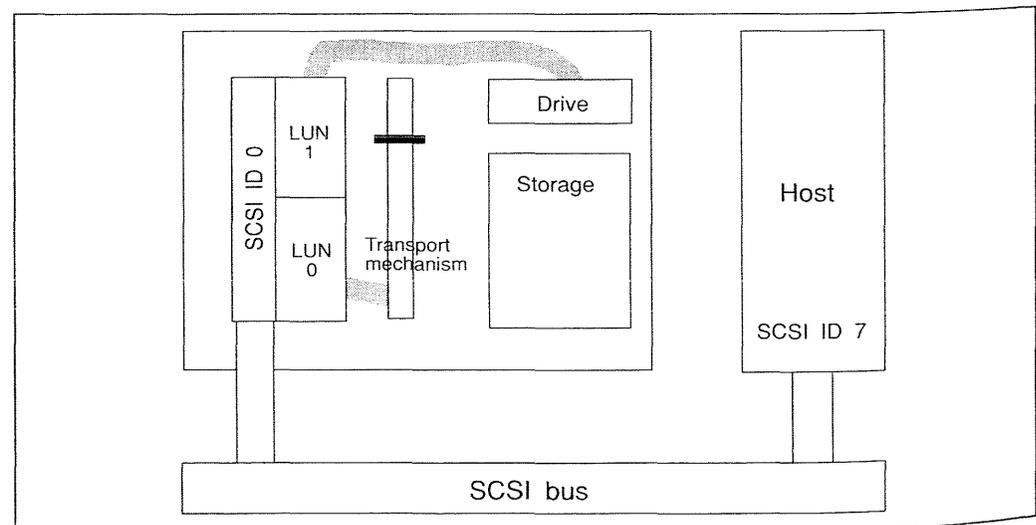 SCSI ID 0
LUN
1
LUN
0
Transport
mechanism
Drive
Storage
Host
SCSI ID 7
SCSI bus